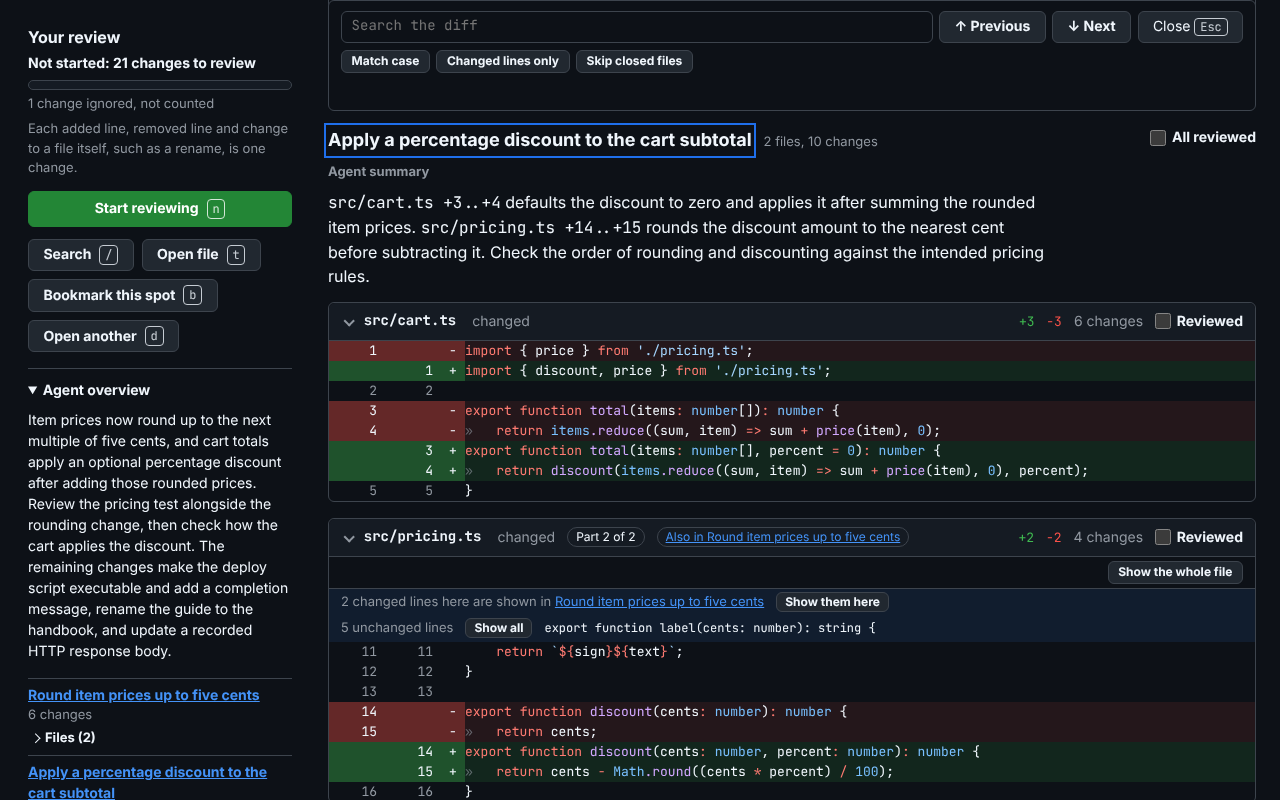 Your review
Not started: 21 changes to review
1 change ignored, not counted
Each added line, removed line and change
to a file itself, such as a rename, is one
change.
Start reviewing n
Search /
Open file t
Bookmark this spot b
Open another d
Agent overview
Item prices now round up to the next
multiple of five cents, and cart totals
apply an optional percentage discount
after adding those rounded prices.
Review the pricing test alongside the
rounding change, then check how the
cart applies the discount. The
remaining changes make the deploy
script executable and add a completion
message, rename the guide to the
handbook, and update a recorded
HTTP response body.
Round item prices up to five cents
6 changes
Files (2)
Apply a percentage discount to the
cart subtotal
Search the diff
↑ Previous
↓ Next
Close Esc
Match case
Changed lines only
Skip closed files
Apply a percentage discount to the cart subtotal 2 files, 10 changes
All reviewed
Agent summary
src/cart.ts +3..+4 defaults the discount to zero and applies it after summing the rounded
item prices. src/pricing.ts +14..+15 rounds the discount amount to the nearest cent
before subtracting it. Check the order of rounding and discounting against the intended pricing
rules.
src/cart.ts changed +3 -3 6 changes Reviewed
1 - import { price } from './pricing.ts';
1 + import { discount, price } from './pricing.ts';
2 2
3 - export function total(items: number[]): number {
4 - » return items.reduce((sum, item) => sum + price(item), 0);
3 + export function total(items: number[], percent = 0): number {
4 + » return discount(items.reduce((sum, item) => sum + price(item), 0), percent);
5 5 }
src/pricing.ts changed Part 2 of 2 Also in Round item prices up to five cents +2 -2 4 changes Reviewed
Show the whole file
2 changed lines here are shown in Round item prices up to five cents Show them here
5 unchanged lines Show all export function label(cents: number): string {
11 11 return `${sign}${text}`;
12 12 }
13 13
14 - export function discount(cents: number): number {
15 - » return cents;
14 + export function discount(cents: number, percent: number): number {
15 + » return cents - Math.round((cents * percent) / 100);
16 16 }